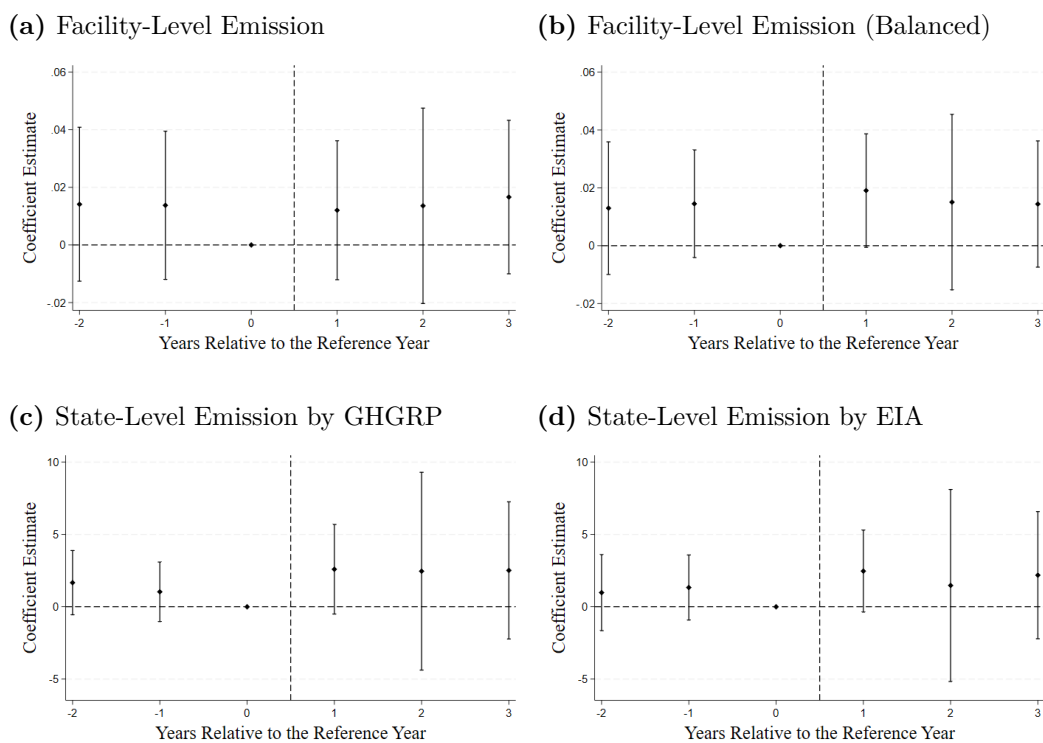 (a) Facility-Level Emission
.06
.04
.02
0
-.02
Coefficient Estimate
-2 -1 0 1 2 3
Years Relative to the Reference Year
(b) Facility-Level Emission (Balanced)
.06
.04
.02
0
-.02
Coefficient Estimate
-2 -1 0 1 2 3
Years Relative to the Reference Year
(c) State-Level Emission by GHGRP
10
5
0
-5
Coefficient Estimate
-2 -1 0 1 2 3
Years Relative to the Reference Year
(d) State-Level Emission by EIA
10
5
0
-5
Coefficient Estimate
-2 -1 0 1 2 3
Years Relative to the Reference Year